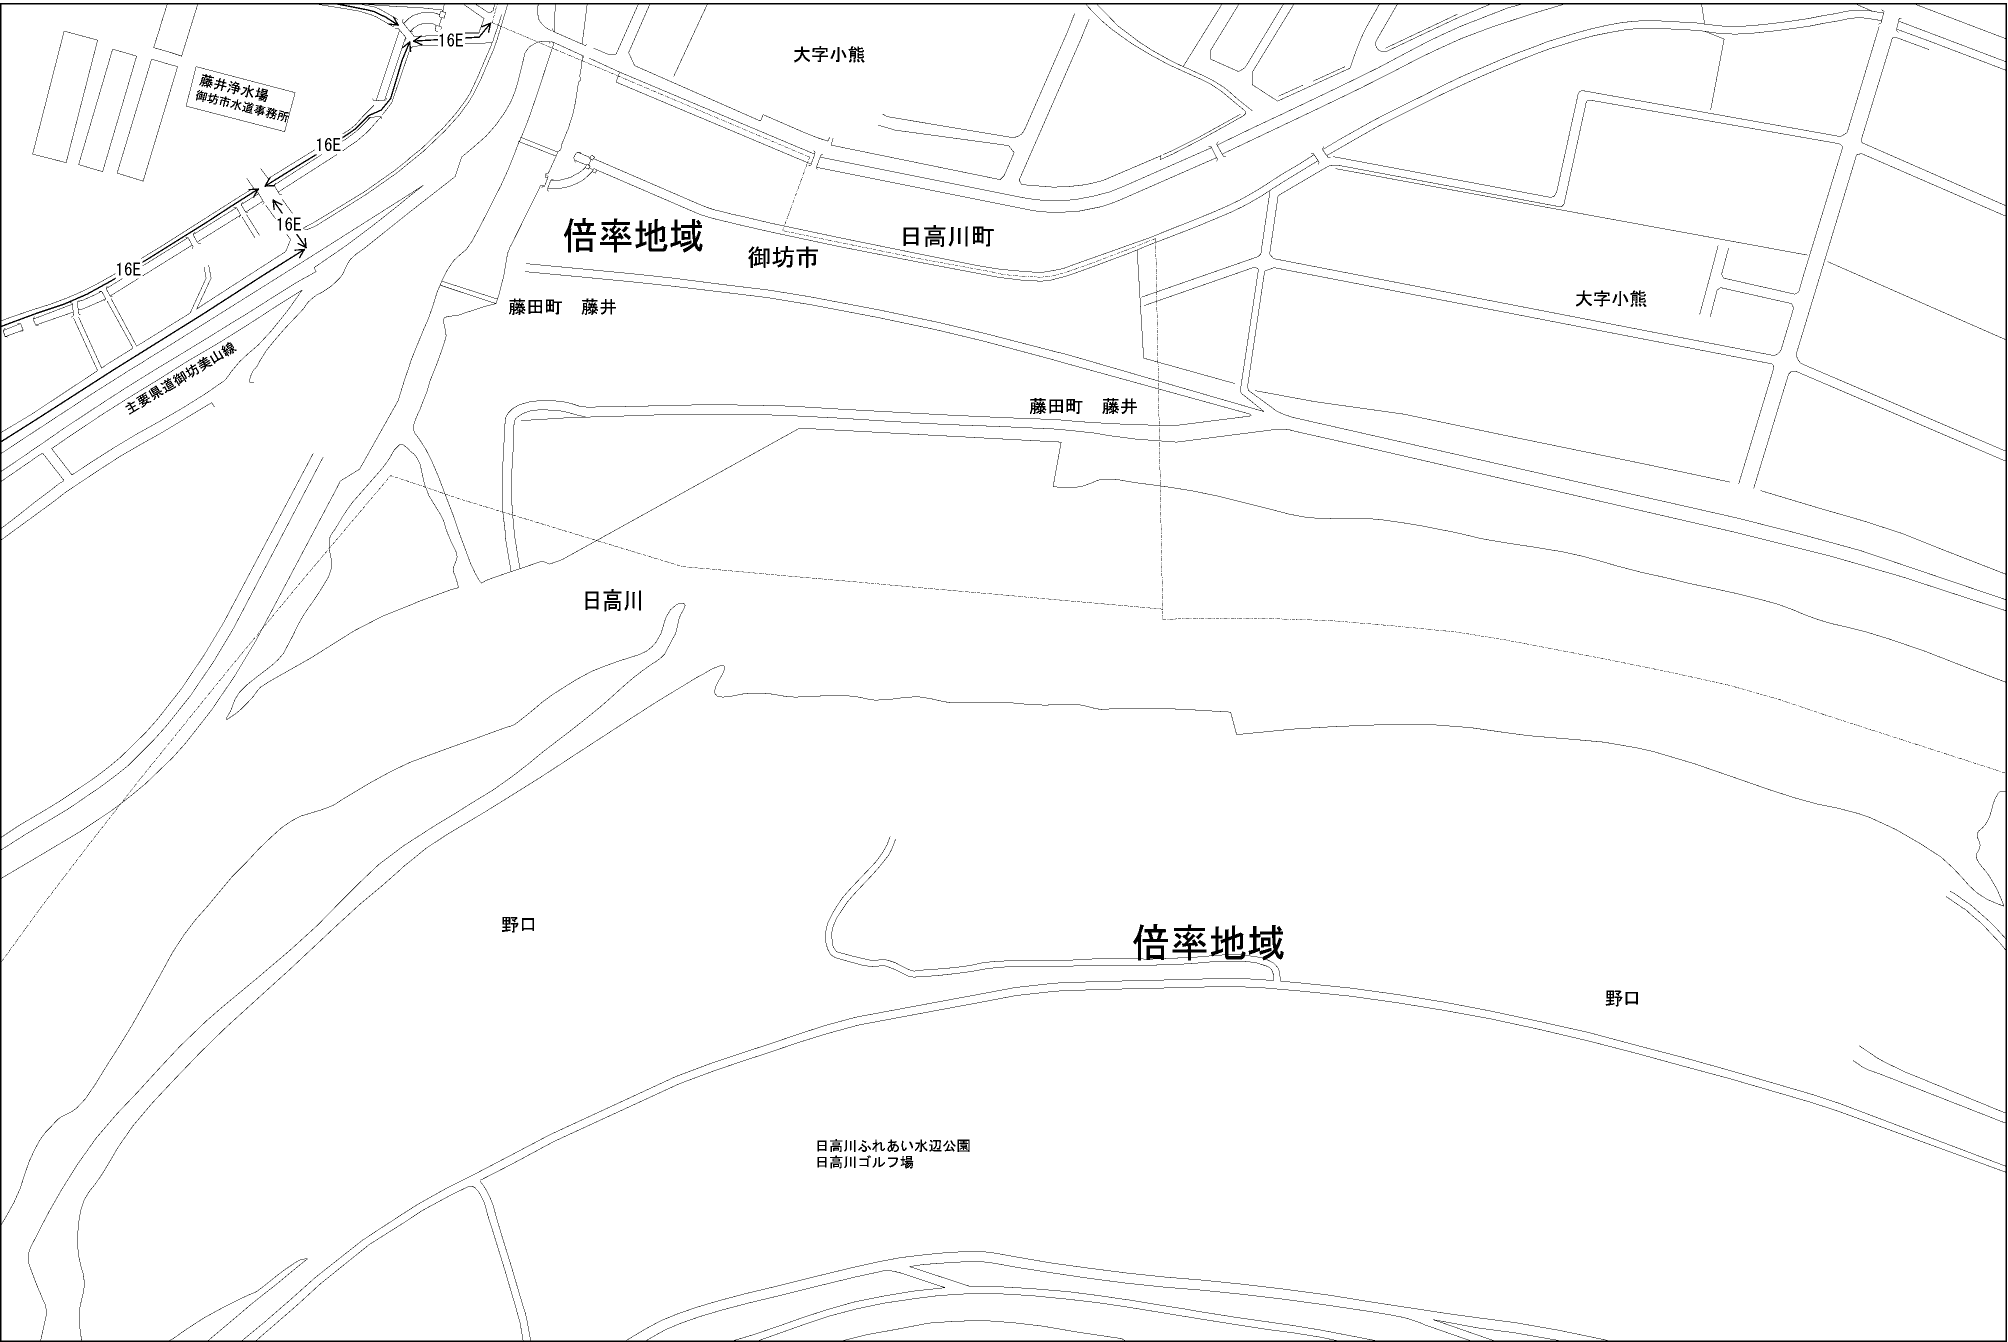 16E
大字小熊
藤井浄水場
御坊市水道事務所
16E
16E
倍率地域
日高川町
御坊市
16E
大字小熊
藤田町　藤井
主要県道御坊美山線
藤田町　藤井
日高川
野口
倍率地域
野口
日高川ふれあい水辺公園
日高川ゴルフ場